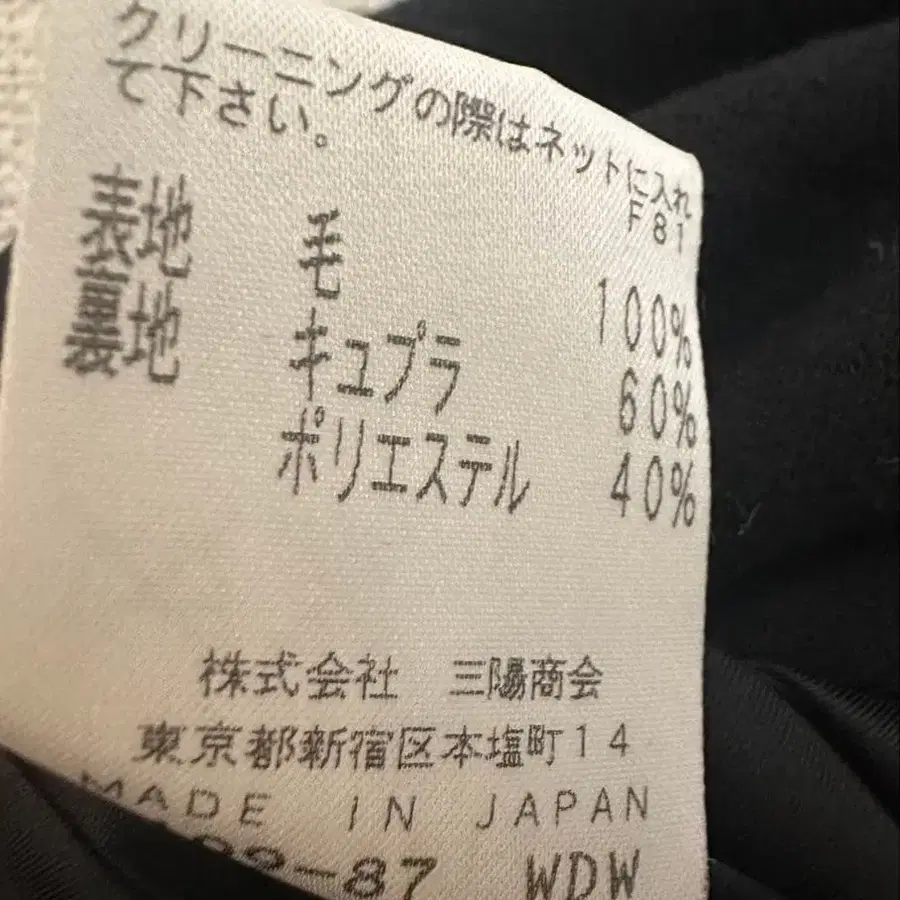 クリーニングの際はネットに入れ
て下さい。
F81
表地 毛 100%
裏地 キュプラ 60%
ポリエステル 40%
株式会社 三陽商会
東京都新宿区本塩町14
MADE IN JAPAN
-87 WDW